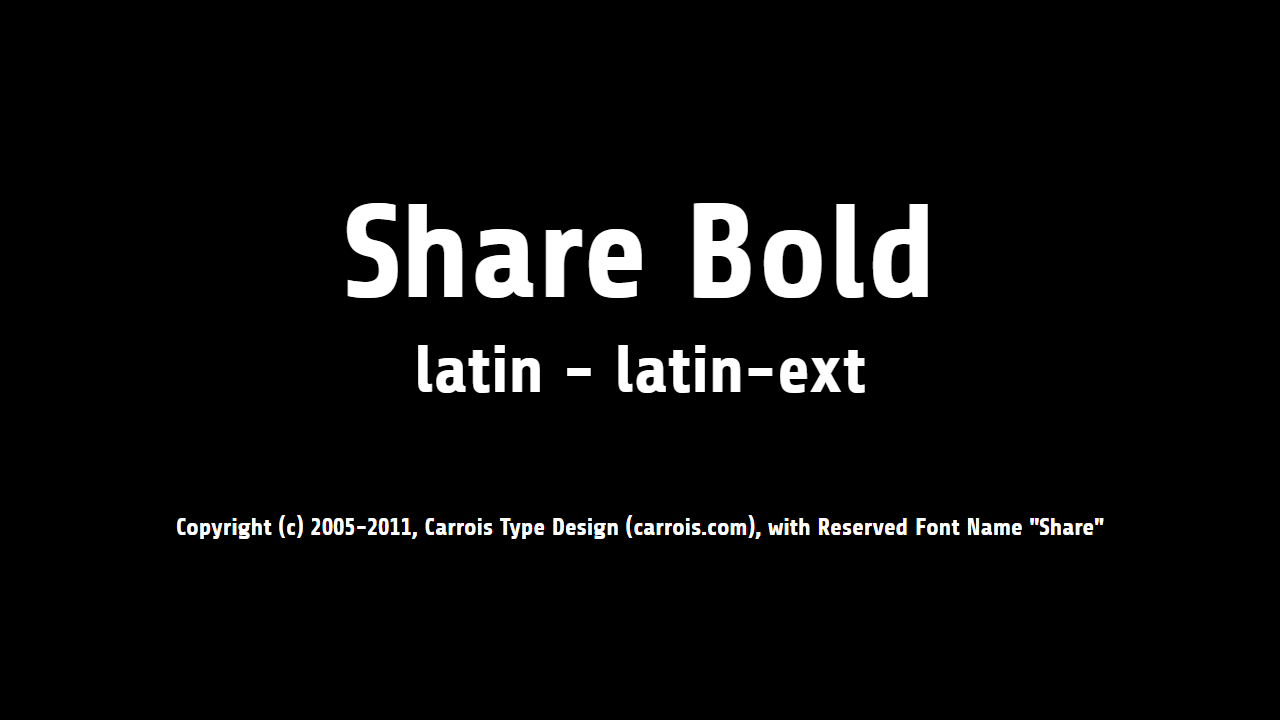 Share Bold
latin - latin-ext
Copyright (c) 2005-2011, Carrois Type Design (carrois.com), with Reserved Font Name "Share"